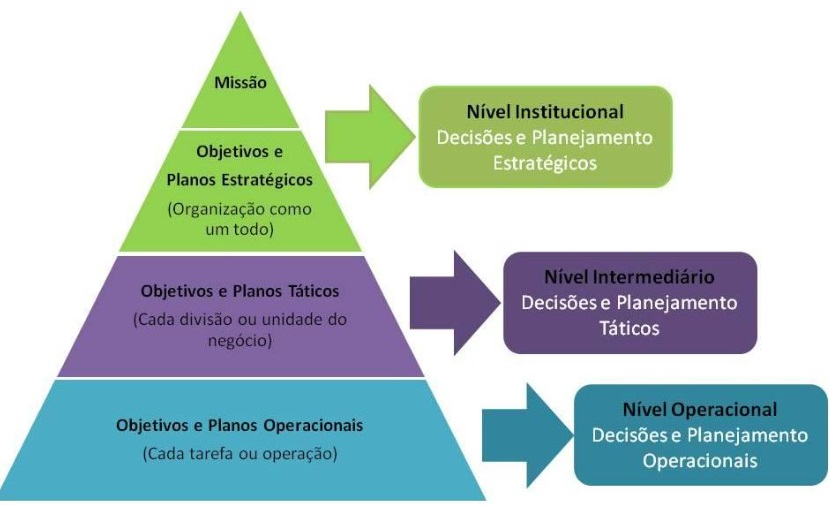 Missão
Objetivos e
Planos Estratégicos
(Organização como
um todo)
Nível Institucional
Decisões e Planejamento
Estratégicos
Objetivos e Planos Táticos
(Cada divisão ou unidade do
negócio)
Nível Intermediário
Decisões e Planejamento
Táticos
Objetivos e Planos Operacionais
(Cada tarefa ou operação)
Nível Operacional
Decisões e Planejamento
Operacionais